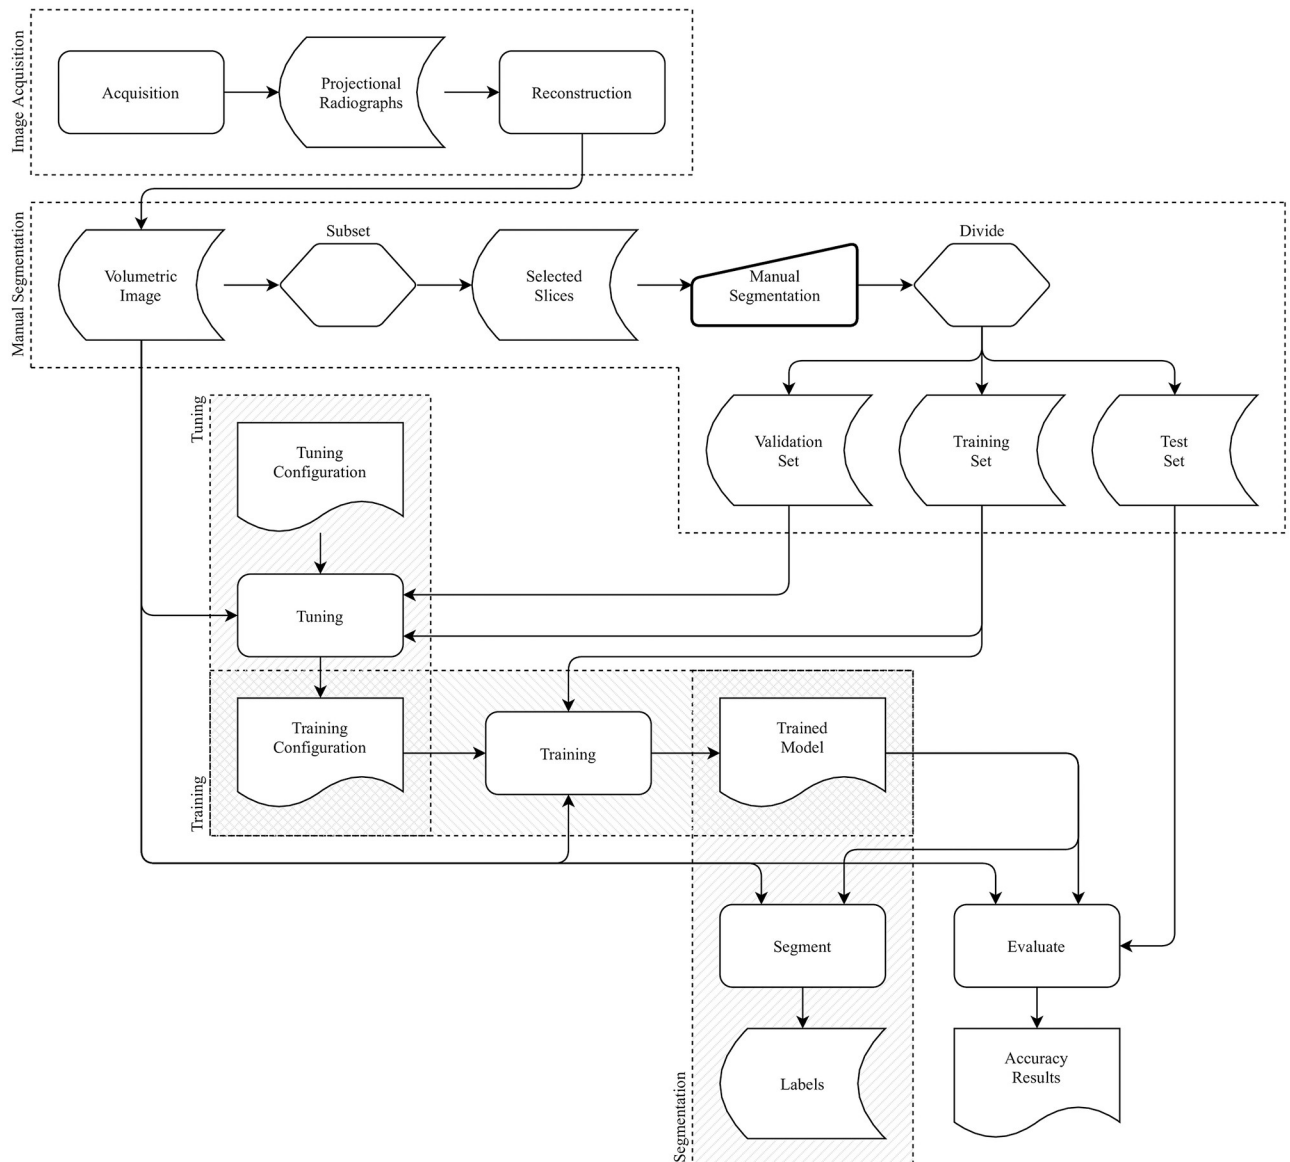 Image Acquisition
Acquisition
Projectional
Radiographs
Reconstruction
Manual Segmentation
Volumetric
Image
Subset
Selected
Slices
Manual
Segmentation
Divide
Validation
Set
Training
Set
Test
Set
Tuning
Tuning
Configuration
Tuning
Training
Training
Configuration
Training
Trained
Model
Segmentation
Segment
Evaluate
Labels
Accuracy
Results